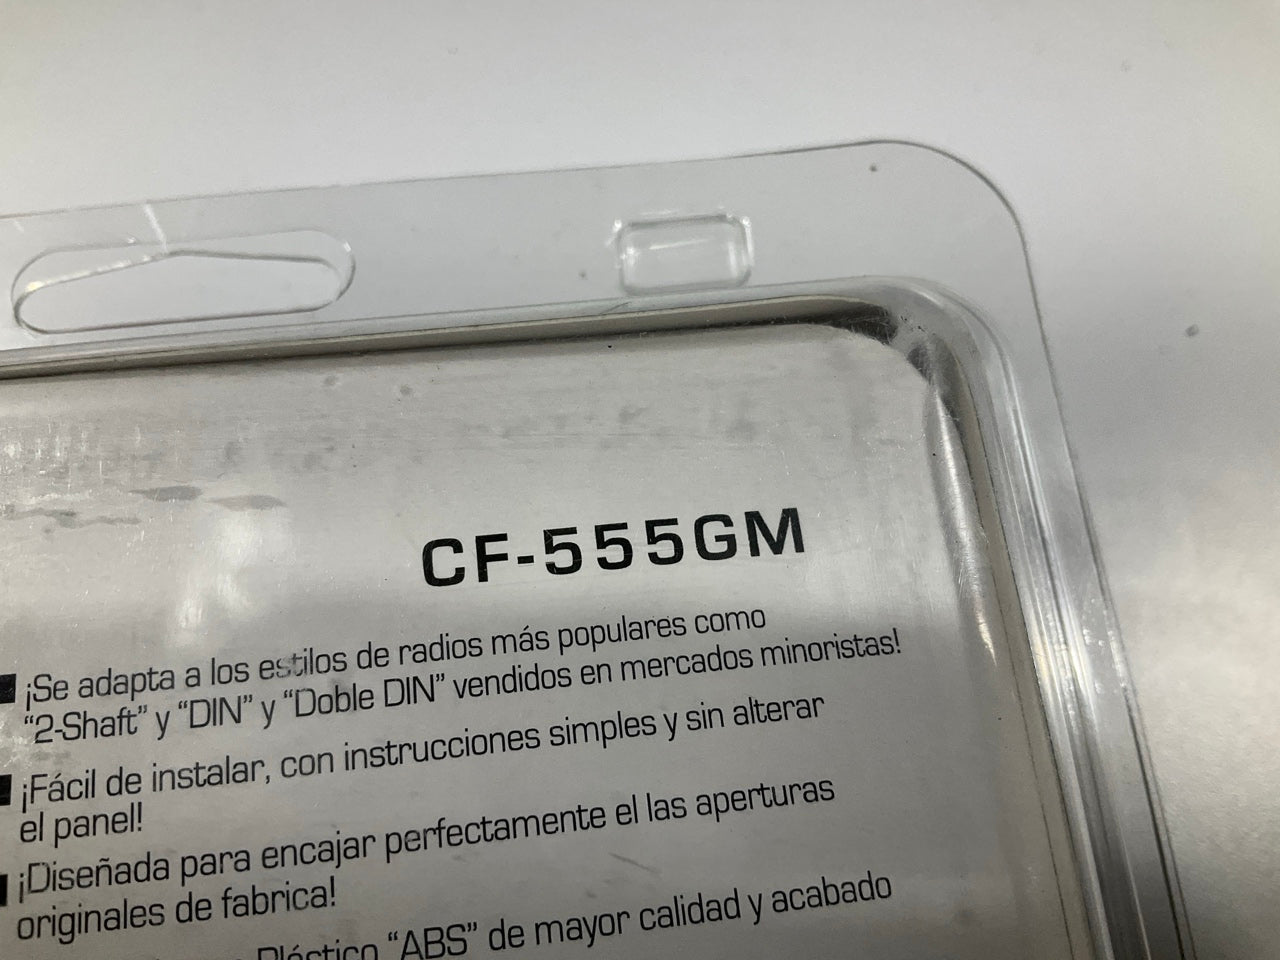 CF-555GM
¡Se adapta a los estilos de radios más populares como
“2-Shaft” y “DIN” y “Doble DIN” vendidos en mercados minoristas!
¡Fácil de instalar, con instrucciones simples y sin alterar
el panel!
¡Diseñada para encajar perfectamente el las aperturas
originales de fabrica!
Plástico “ABS” de mayor calidad y acabado